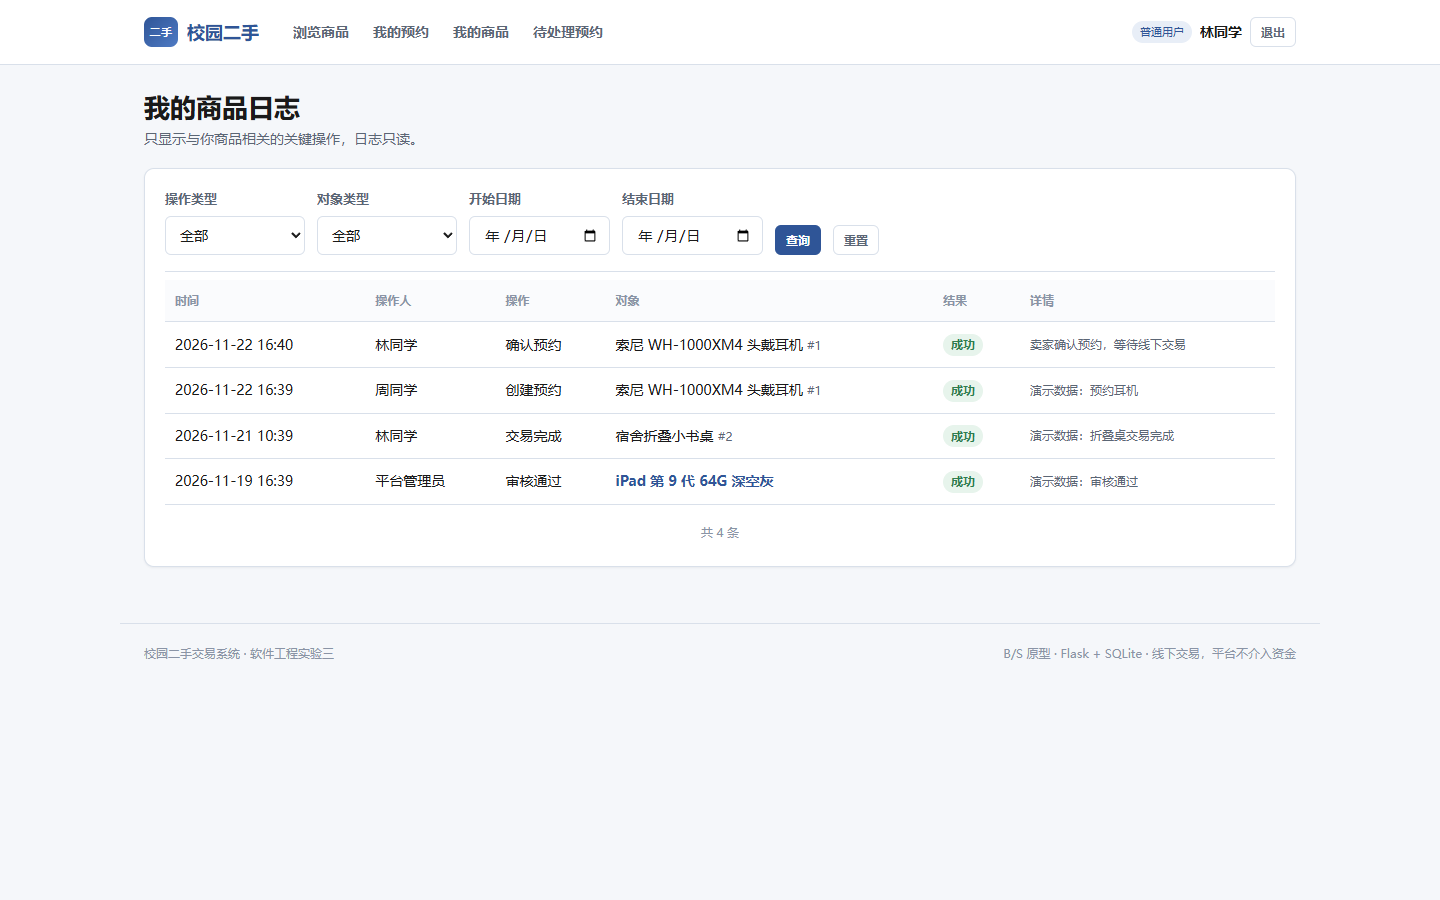 二手 校园二手 浏览商品 我的预约 我的商品 待处理预约 普通用户 林同学 退出
我的商品日志
只显示与你商品相关的关键操作，日志只读。
操作类型 对象类型 开始日期 结束日期
全部 全部 年 /月/日 年 /月/日 查询 重置
时间 操作人 操作 对象 结果 详情
2026-11-22 16:40 林同学 确认预约 索尼 WH-1000XM4 头戴耳机 #1 成功 卖家确认预约，等待线下交易
2026-11-22 16:39 周同学 创建预约 索尼 WH-1000XM4 头戴耳机 #1 成功 演示数据：预约耳机
2026-11-21 10:39 林同学 交易完成 宿舍折叠小书桌 #2 成功 演示数据：折叠桌交易完成
2026-11-19 16:39 平台管理员 审核通过 iPad 第 9 代 64G 深空灰 成功 演示数据：审核通过
共 4 条
校园二手交易系统 · 软件工程实验三 B/S 原型 · Flask + SQLite · 线下交易，平台不介入资金